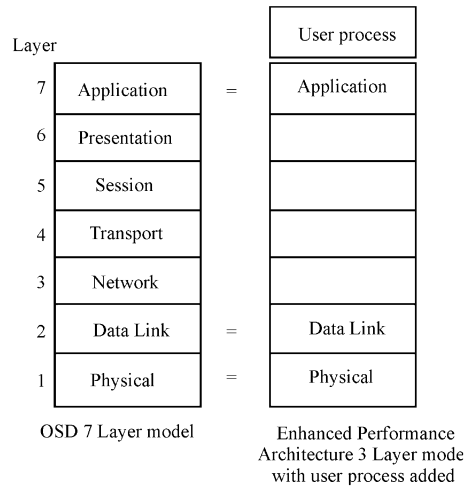 User process
Layer
7 Application = Application
6 Presentation
5 Session
4 Transport
3 Network
2 Data Link = Data Link
1 Physical = Physical
OSD 7 Layer model
Enhanced Performance
Architecture 3 Layer mode
with user process added